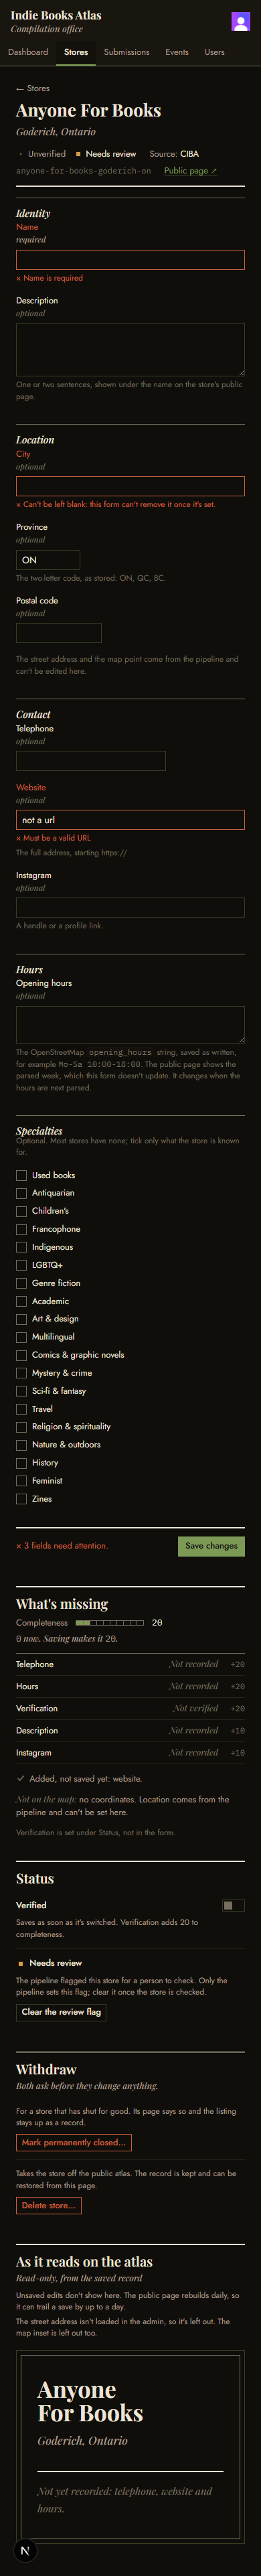 Indie Books Atlas
Compilation office
Dashboard Stores Submissions Events Users
← Stores
Anyone For Books
Goderich, Ontario
Unverified Needs review Source: CIBA
anyone-for-books-goderich-on Public page ↗
Identity
Name
required
× Name is required
Description
optional
One or two sentences, shown under the name on the store's public
page.
Location
City
optional
× Can't be left blank: this form can't remove it once it's set.
Province
optional
ON
The two-letter code, as stored: ON, QC, BC.
Postal code
optional
The street address and the map point come from the pipeline and
can't be edited here.
Contact
Telephone
optional
Website
optional
not a url
× Must be a valid URL
The full address, starting https://
Instagram
optional
A handle or a profile link.
Hours
Opening hours
optional
The OpenStreetMap opening_hours string, saved as written,
for example Mo-Sa 10:00-18:00. The public page shows the
parsed week, which this form doesn't update. It changes when the
hours are next parsed.
Specialties
Optional. Most stores have none; tick only what the store is known
for.
Used books
Antiquarian
Children's
Francophone
Indigenous
LGBTQ+
Genre fiction
Academic
Art & design
Multilingual
Comics & graphic novels
Mystery & crime
Sci-fi & fantasy
Travel
Religion & spirituality
Nature & outdoors
History
Feminist
Zines
× 3 fields need attention.
Save changes
What's missing
Completeness 20
0 now. Saving makes it 20.
Telephone Not recorded +20
Hours Not recorded +20
Verification Not verified +20
Description Not recorded +10
Instagram Not recorded +10
✓ Added, not saved yet: website.
Not on the map: no coordinates. Location comes from the
pipeline and can't be set here.
Verification is set under Status, not in the form.
Status
Verified
Saves as soon as it's switched. Verification adds 20 to
completeness.
Needs review
The pipeline flagged this store for a person to check. Only the
pipeline sets this flag; clear it once the store is checked.
Clear the review flag
Withdraw
Both ask before they change anything.
For a store that has shut for good. Its page says so and the listing
stays up as a record.
Mark permanently closed...
Takes the store off the public atlas. The record is kept and can be
restored from this page.
Delete store...
As it reads on the atlas
Read-only, from the saved record
Unsaved edits don't show here. The public page rebuilds daily, so
it can trail a save by up to a day.
The street address isn't loaded in the admin, so it's left out. The
map inset is left out too.
Anyone
For Books
Goderich, Ontario
Not yet recorded: telephone, website and
hours.
N